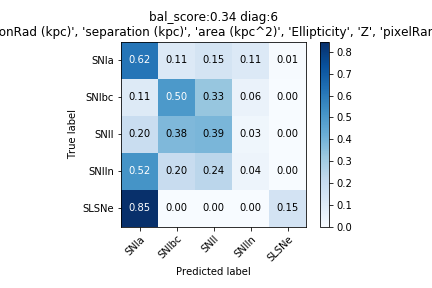 bal_score:0.34 diag:6
onRad (kpc)', 'separation (kpc)', 'area (kpc^2)', 'Ellipticity', 'Z', 'pixelRan
True label
SNIa 0.62 0.11 0.15 0.11 0.01
SNIbc 0.11 0.50 0.33 0.06 0.00
SNII 0.20 0.38 0.39 0.03 0.00
SNIIn 0.52 0.20 0.24 0.04 0.00
SLSNe 0.85 0.00 0.00 0.00 0.15
SNIa SNIbc SNII SNIIn SLSNe
Predicted label
0.8
0.7
0.6
0.5
0.4
0.3
0.2
0.1
0.0